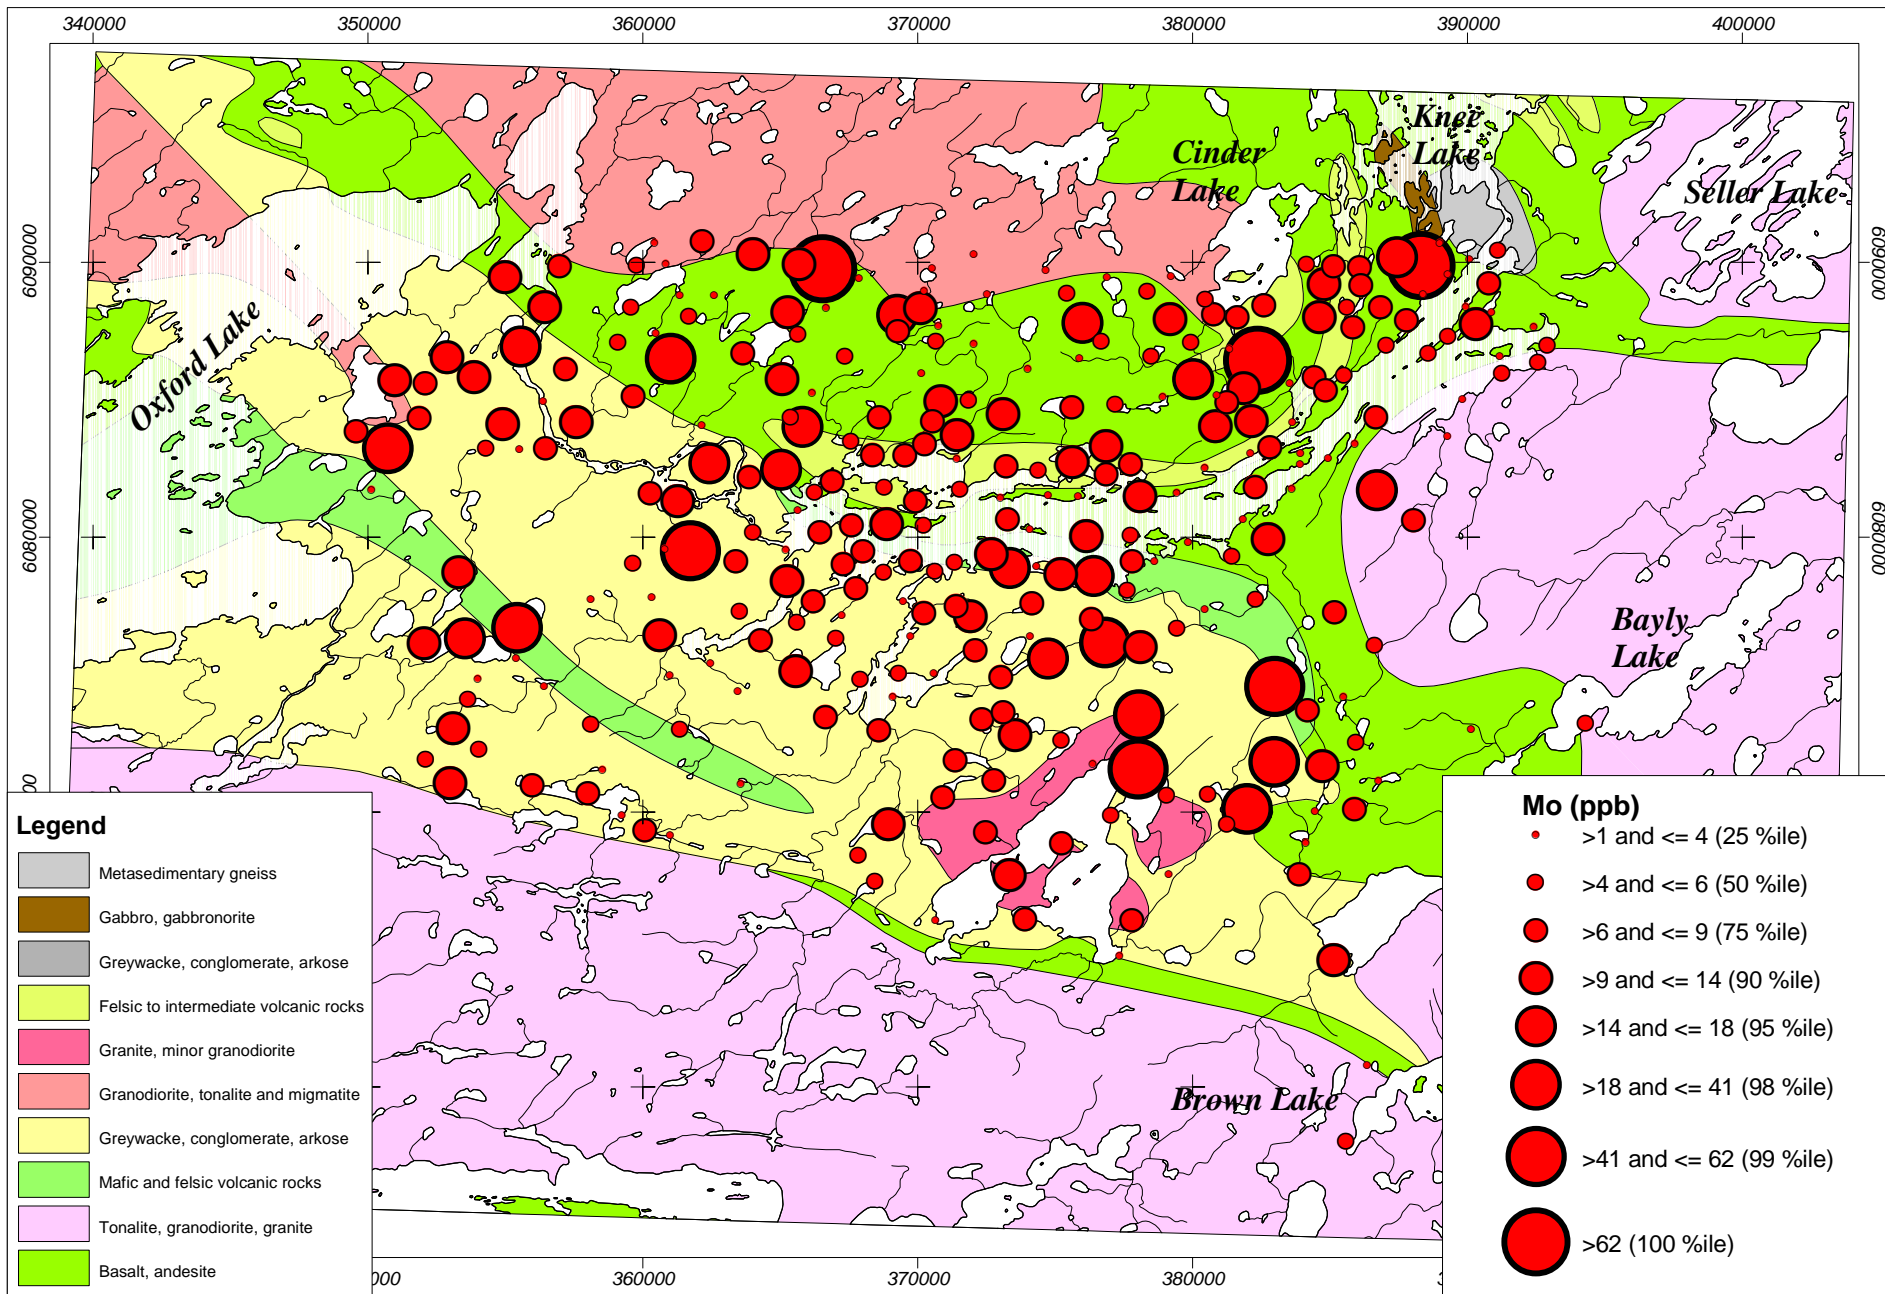 340000 350000 360000 370000 380000 390000 400000
Knee
Lake
Cinder
Lake
Seller Lake
6090000
6090000
Oxford Lake
6080000
6080000
Bayly
Lake
Brown Lake
Legend
Metasedimentary gneiss
Gabbro, gabbronorite
Greywacke, conglomerate, arkose
Felsic to intermediate volcanic rocks
Granite, minor granodiorite
Granodiorite, tonalite and migmatite
Greywacke, conglomerate, arkose
Mafic and felsic volcanic rocks
Tonalite, granodiorite, granite
Basalt, andesite
Mo (ppb)
>1 and <= 4 (25 %ile)
>4 and <= 6 (50 %ile)
>6 and <= 9 (75 %ile)
>9 and <= 14 (90 %ile)
>14 and <= 18 (95 %ile)
>18 and <= 41 (98 %ile)
>41 and <= 62 (99 %ile)
>62 (100 %ile)
360000 370000 380000